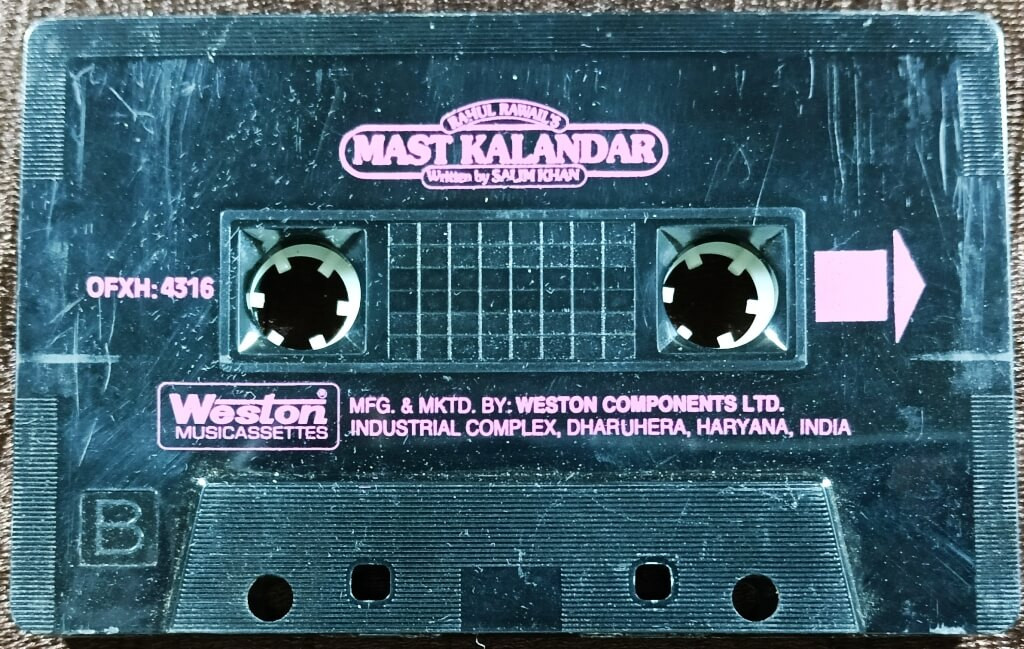 RAHUL RAWAIL'S
MAST KALANDAR
Written by SALIM KHAN
OFXH: 4316
Weston®
MUSICASSETTES
MFG. & MKTD. BY: WESTON COMPONENTS LTD.
INDUSTRIAL COMPLEX, DHARUHERA, HARYANA, INDIA
B